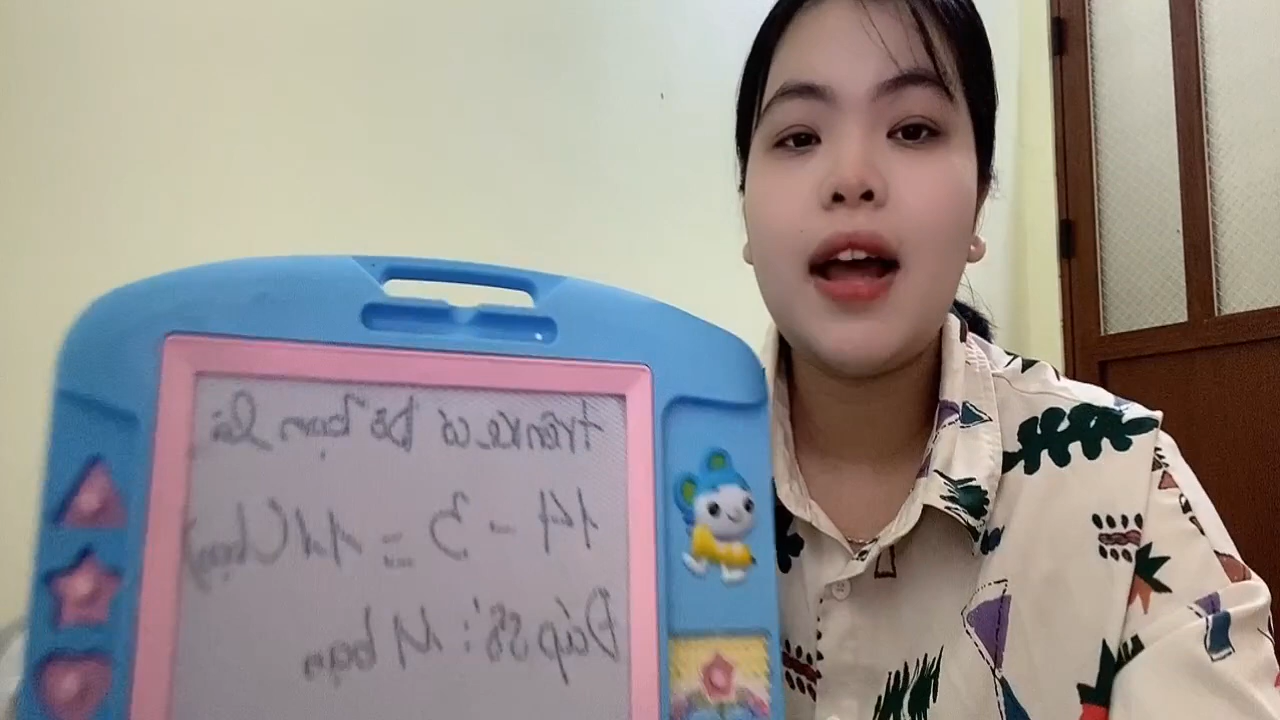 trên xe có số bạn là
14 - 3 = 11 (bạn)
Đáp số: 11 bạn